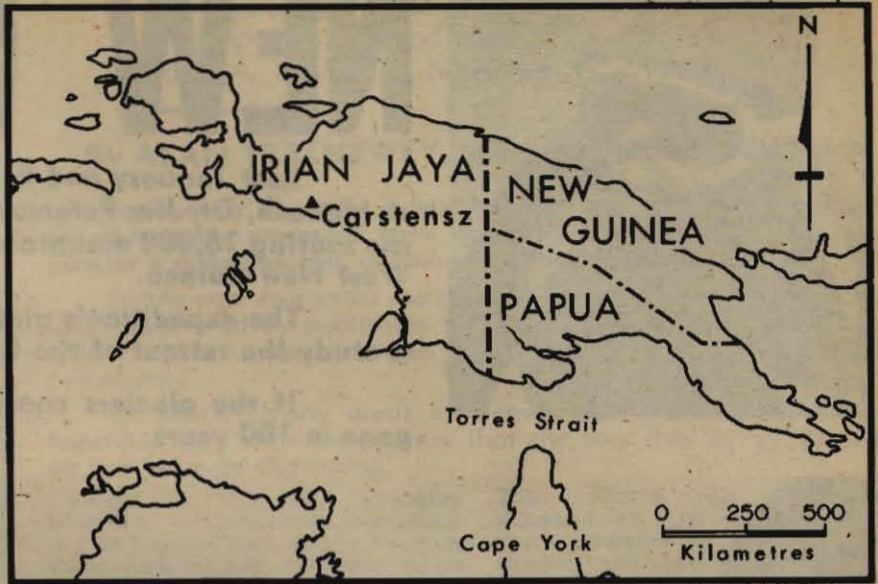 N
IRIAN JAYA
NEW
GUINEA
Carstensz
PAPUA
Torres Strait
Cape York
0 250 500
Kilometres